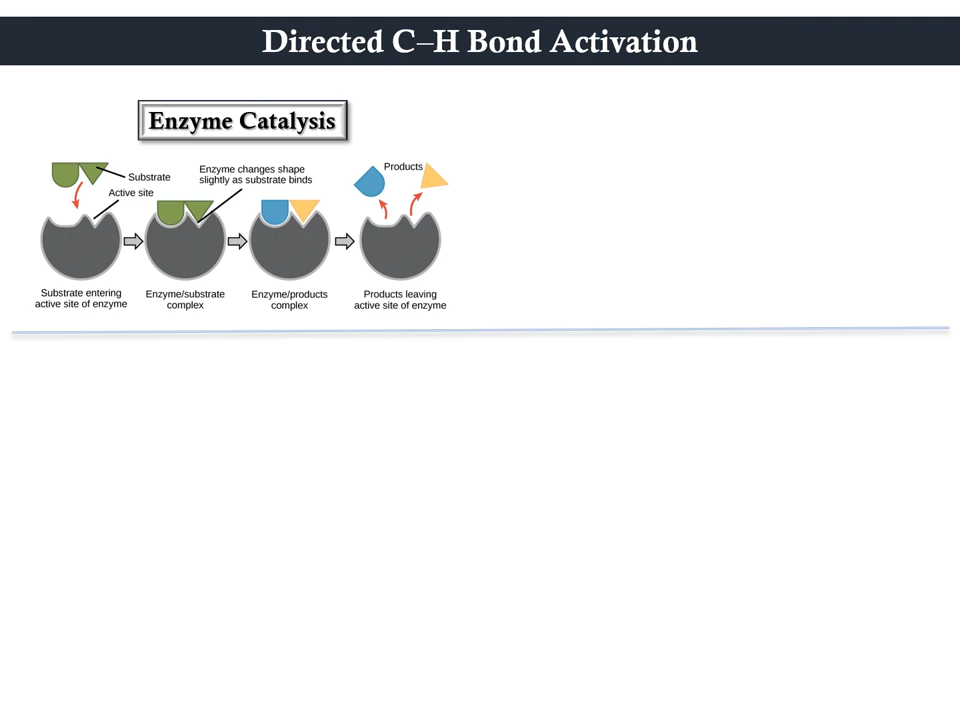 Directed C–H Bond Activation
Enzyme Catalysis
Substrate
Active site
Enzyme changes shape
slightly as substrate binds
Products
Substrate entering
active site of enzyme
Enzyme/substrate
complex
Enzyme/products
complex
Products leaving
active site of enzyme